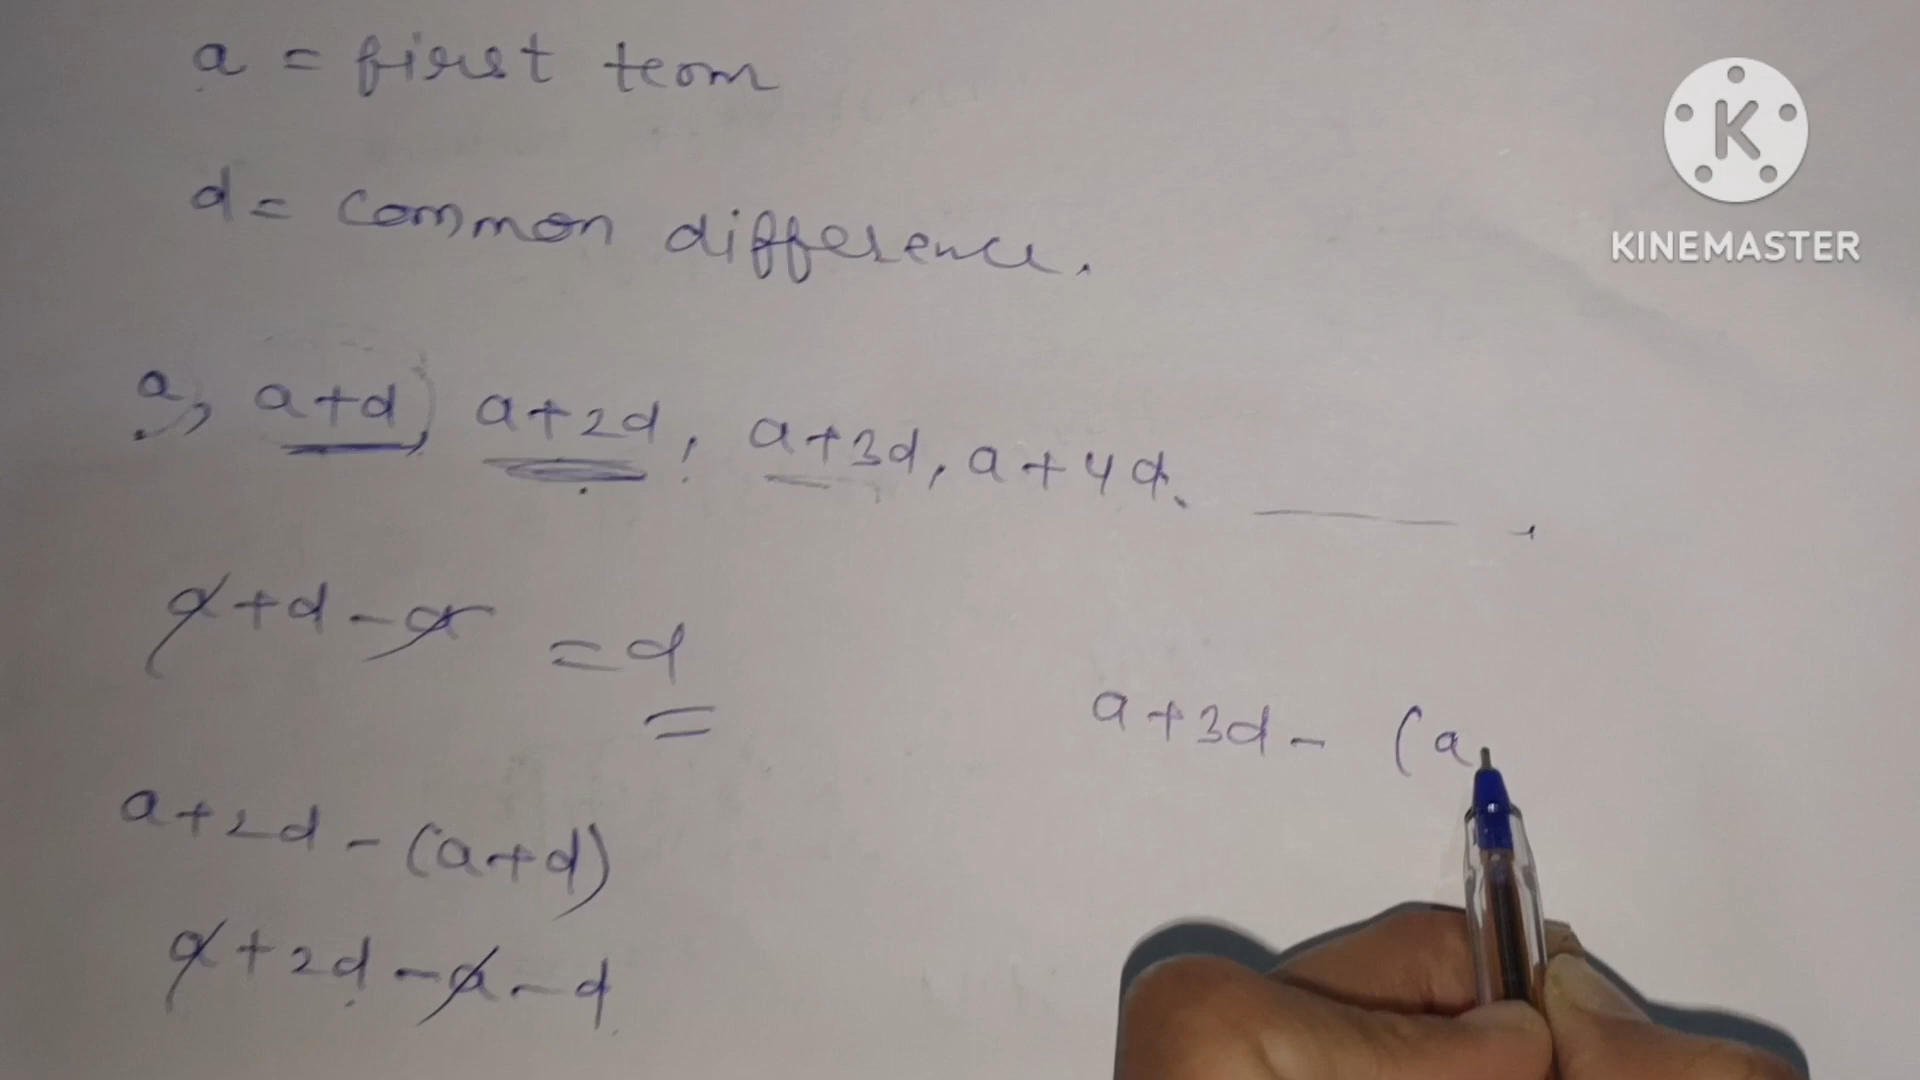 a = first term
d = common difference.
a, a+d, a+2d, a+3d, a+4d,
a+d-a = d
a+2d-(a+d)
a+2d-a-d
a+3d- (a
K
KINEMASTER